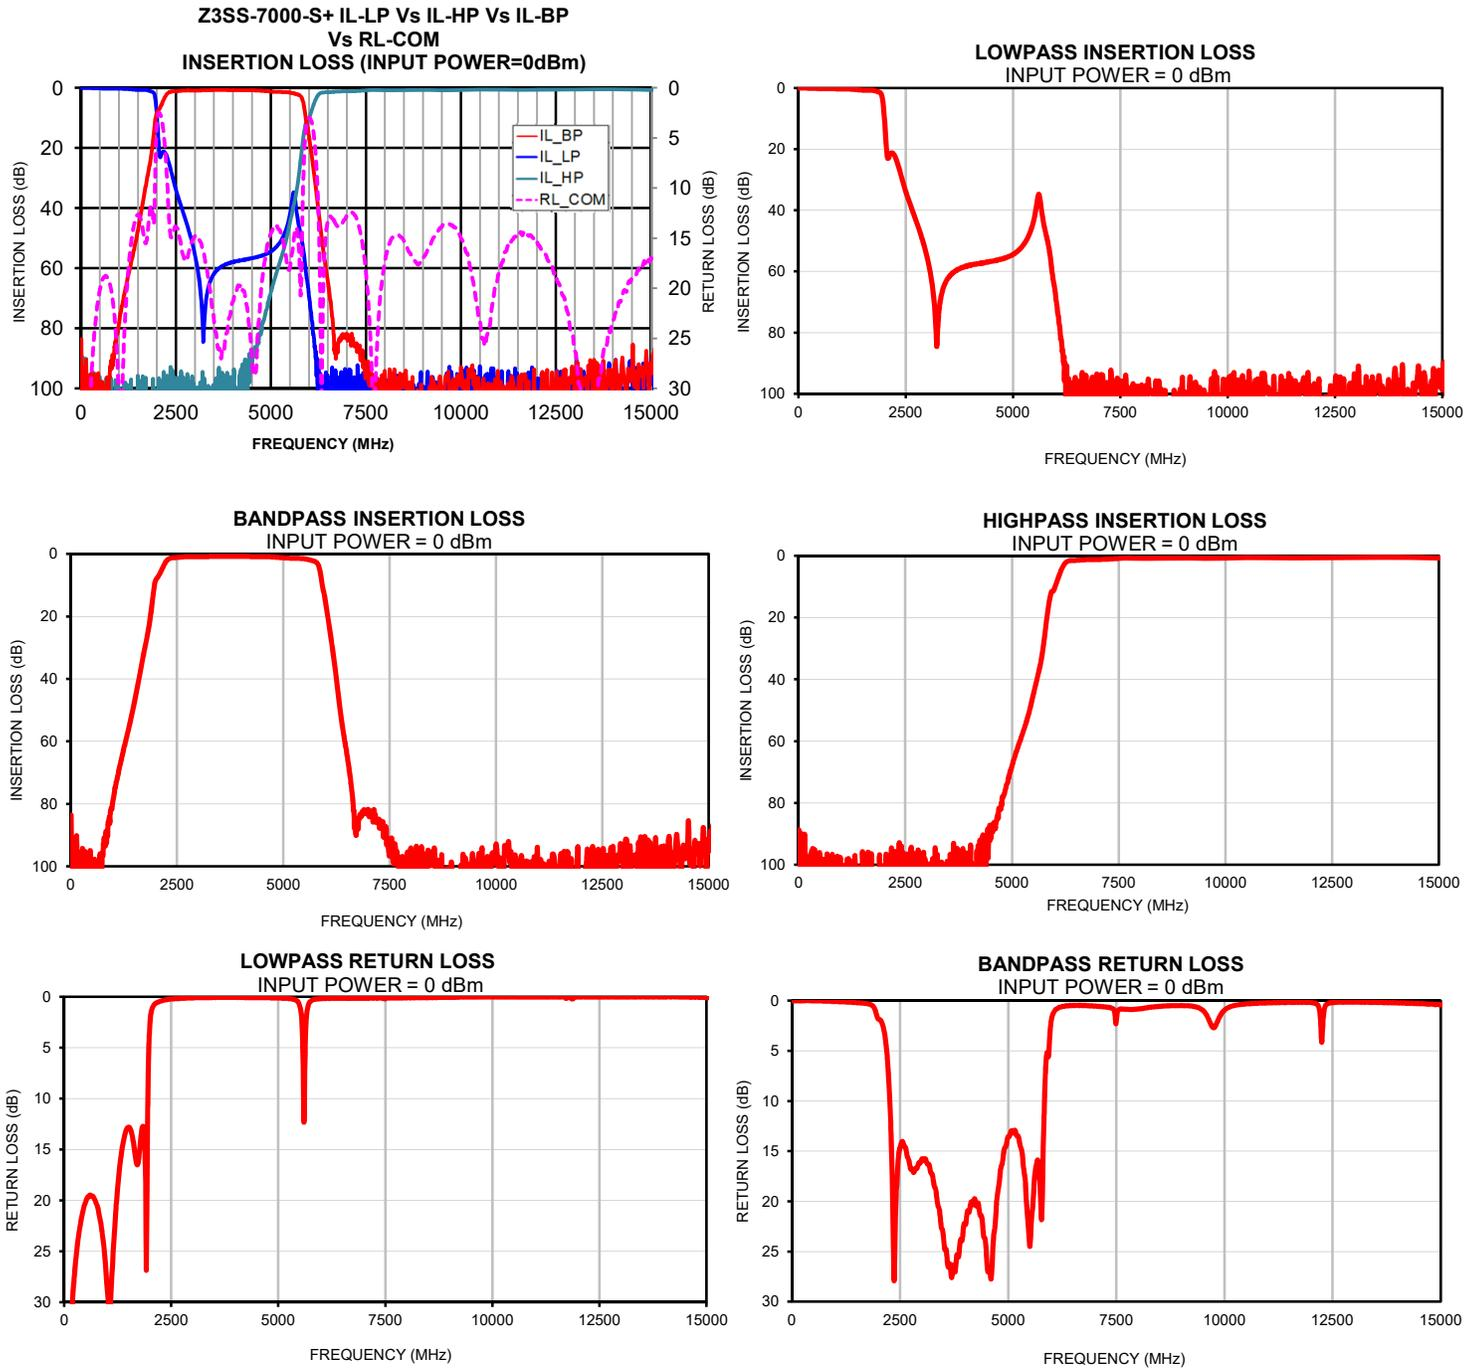 Z3SS-7000-S+ IL-LP Vs IL-HP Vs IL-BP
Vs RL-COM
INSERTION LOSS (INPUT POWER=0dBm)
INSERTION LOSS (dB)
0
20
40
60
80
100
IL_BP
IL_LP
IL_HP
RL_COM
0
5
10
15
20
25
30
RETURN LOSS (dB)
0 2500 5000 7500 10000 12500 15000
FREQUENCY (MHz)
LOWPASS INSERTION LOSS
INPUT POWER = 0 dBm
INSERTION LOSS (dB)
0
20
40
60
80
100
0 2500 5000 7500 10000 12500 15000
FREQUENCY (MHz)
BANDPASS INSERTION LOSS
INPUT POWER = 0 dBm
INSERTION LOSS (dB)
0
20
40
60
80
100
0 2500 5000 7500 10000 12500 15000
FREQUENCY (MHz)
HIGHPASS INSERTION LOSS
INPUT POWER = 0 dBm
INSERTION LOSS (dB)
0
20
40
60
80
100
0 2500 5000 7500 10000 12500 15000
FREQUENCY (MHz)
LOWPASS RETURN LOSS
INPUT POWER = 0 dBm
RETURN LOSS (dB)
0
5
10
15
20
25
30
0 2500 5000 7500 10000 12500 15000
FREQUENCY (MHz)
BANDPASS RETURN LOSS
INPUT POWER = 0 dBm
RETURN LOSS (dB)
0
5
10
15
20
25
30
0 2500 5000 7500 10000 12500 15000
FREQUENCY (MHz)